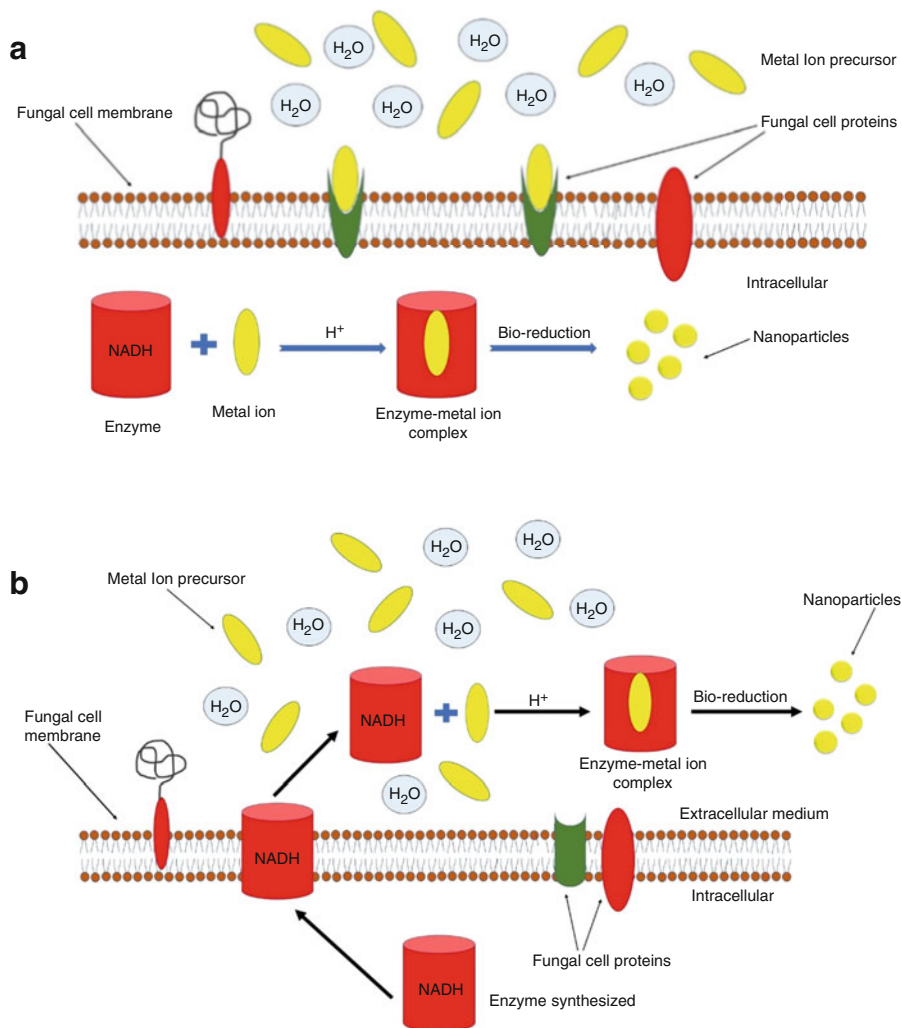 a
H2O
H2O
Metal Ion precursor
H2O
H2O
H2O
H2O
Fungal cell membrane
Fungal cell proteins
Intracellular
NADH
H+
Bio-reduction
Nanoparticles
Enzyme
Metal ion
Enzyme-metal ion
complex
b
Metal Ion precursor
H2O
H2O
Nanoparticles
H2O
H2O
H2O
H2O
Fungal cell
membrane
NADH
H+
Bio-reduction
Enzyme-metal ion
complex
H2O
Extracellular medium
NADH
Intracellular
Fungal cell proteins
NADH
Enzyme synthesized